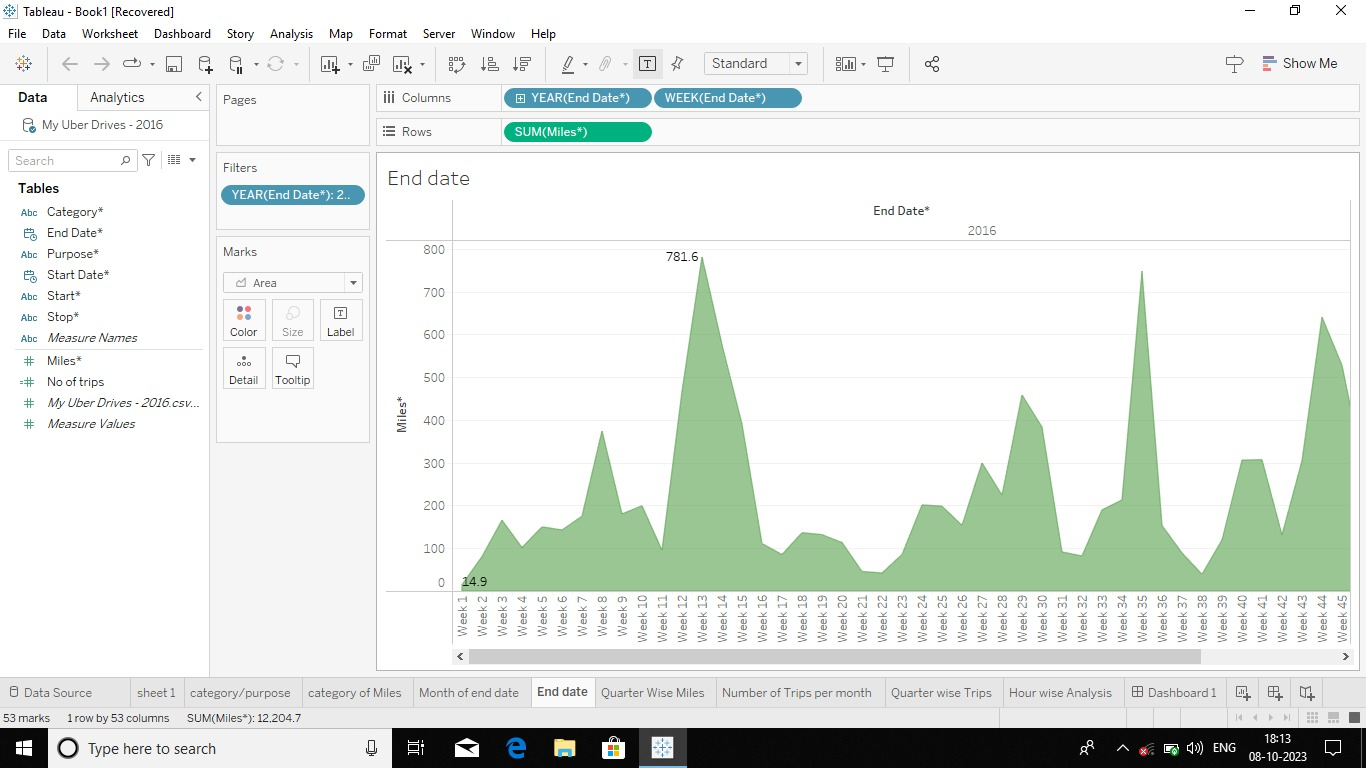 Tableau - Book1 [Recovered]
File Data Worksheet Dashboard Story Analysis Map Format Server Window Help
Standard
Show Me
Data Analytics
My Uber Drives - 2016
Search
Tables
Abc Category*
End Date*
Abc Purpose*
Start Date*
Abc Start*
Abc Stop*
Abc Measure Names
Miles*
No of trips
My Uber Drives - 2016.csv...
Measure Values
Pages
Filters
YEAR(End Date*): 2..
Marks
Area
Color Size Label
Detail Tooltip
Columns YEAR(End Date*) WEEK(End Date*)
Rows SUM(Miles*)
End date
End Date*
2016
Miles*
800
700
600
500
400
300
200
100
0
781.6
14.9
Week 1
Week 2
Week 3
Week 4
Week 5
Week 6
Week 7
Week 8
Week 9
Week 10
Week 11
Week 12
Week 13
Week 14
Week 15
Week 16
Week 17
Week 18
Week 19
Week 20
Week 21
Week 22
Week 23
Week 24
Week 25
Week 26
Week 27
Week 28
Week 29
Week 30
Week 31
Week 32
Week 33
Week 34
Week 35
Week 36
Week 37
Week 38
Week 39
Week 40
Week 41
Week 42
Week 43
Week 44
Week 45
Data Source sheet 1 category/purpose category of Miles Month of end date End date Quarter Wise Miles Number of Trips per month Quarter wise Trips Hour wise Analysis Dashboard 1
53 marks 1 row by 53 columns SUM(Miles*): 12,204.7
Type here to search
ENG
18:13
08-10-2023